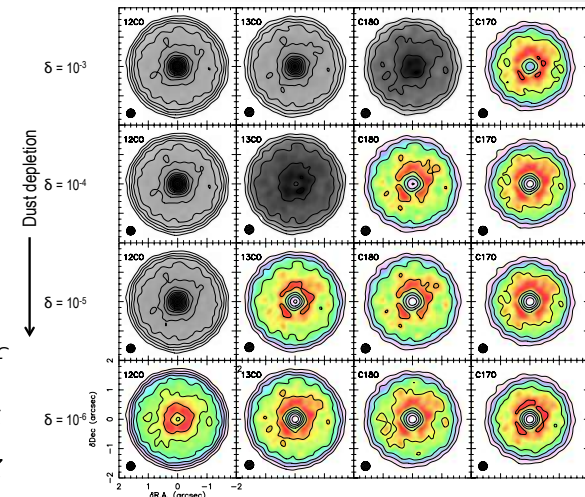 12CO 13CO C18O C17O
δ = 10-3
12CO 13CO C18O C17O
δ = 10-4
Dust depletion
12CO 13CO C18O C17O
δ = 10-5
12CO 13CO C18O C17O
δ = 10-6
δDec (arcsec)
2
1
0
-1
-2
2 1 0 -1 -2
δR.A. (arcsec)